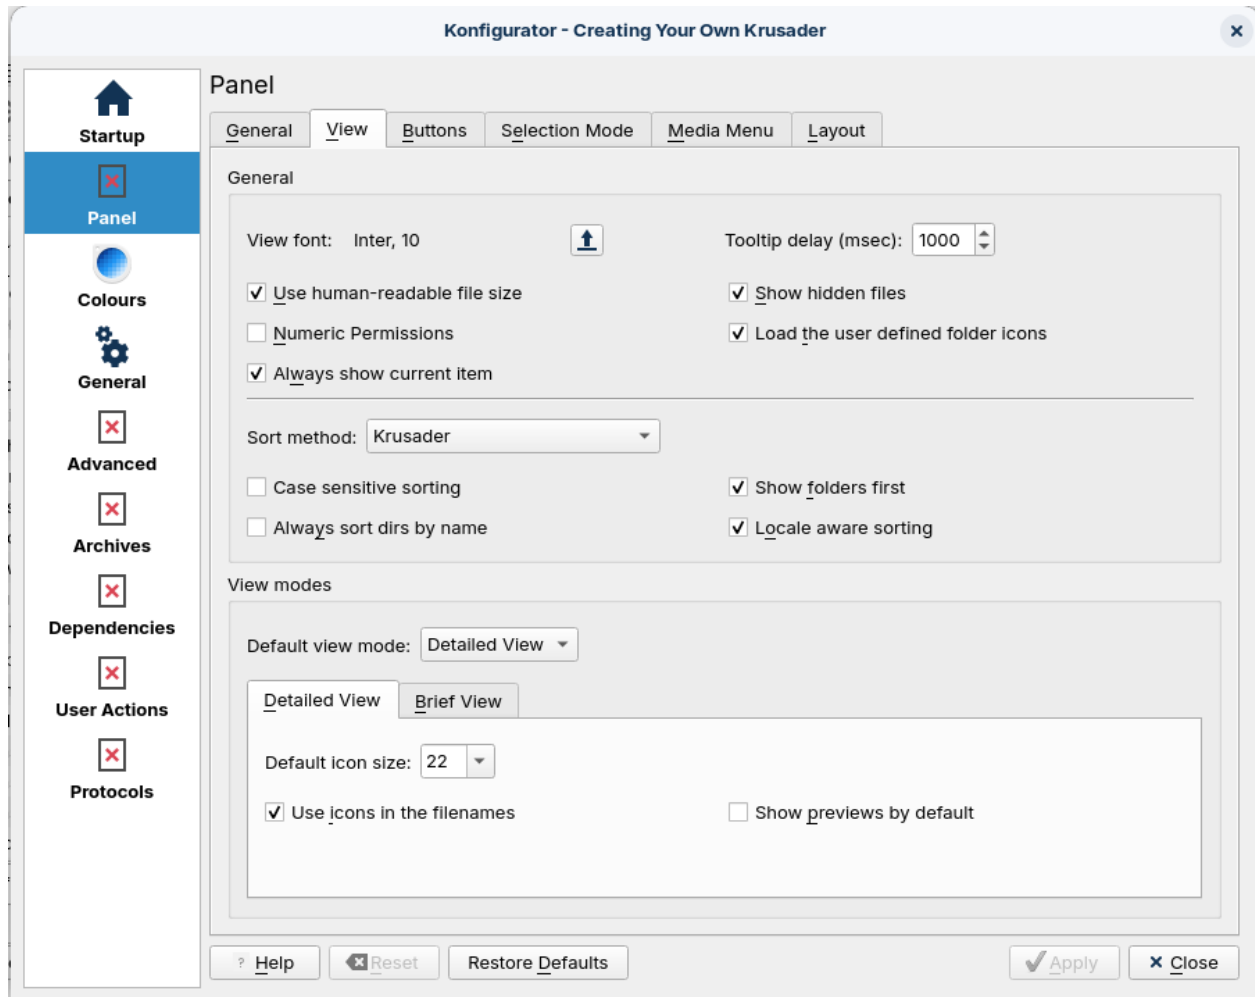 Konfigurator - Creating Your Own Krusader
Startup
Panel
Colours
General
Advanced
Archives
Dependencies
User Actions
Protocols
Panel
General View Buttons Selection Mode Media Menu Layout
General
View font: Inter, 10 Tooltip delay (msec): 1000
Use human-readable file size Show hidden files
Numeric Permissions Load the user defined folder icons
Always show current item
Sort method: Krusader
Case sensitive sorting Show folders first
Always sort dirs by name Locale aware sorting
View modes
Default view mode: Detailed View
Detailed View Brief View
Default icon size: 22
Use icons in the filenames Show previews by default
? Help Reset Restore Defaults Apply Close